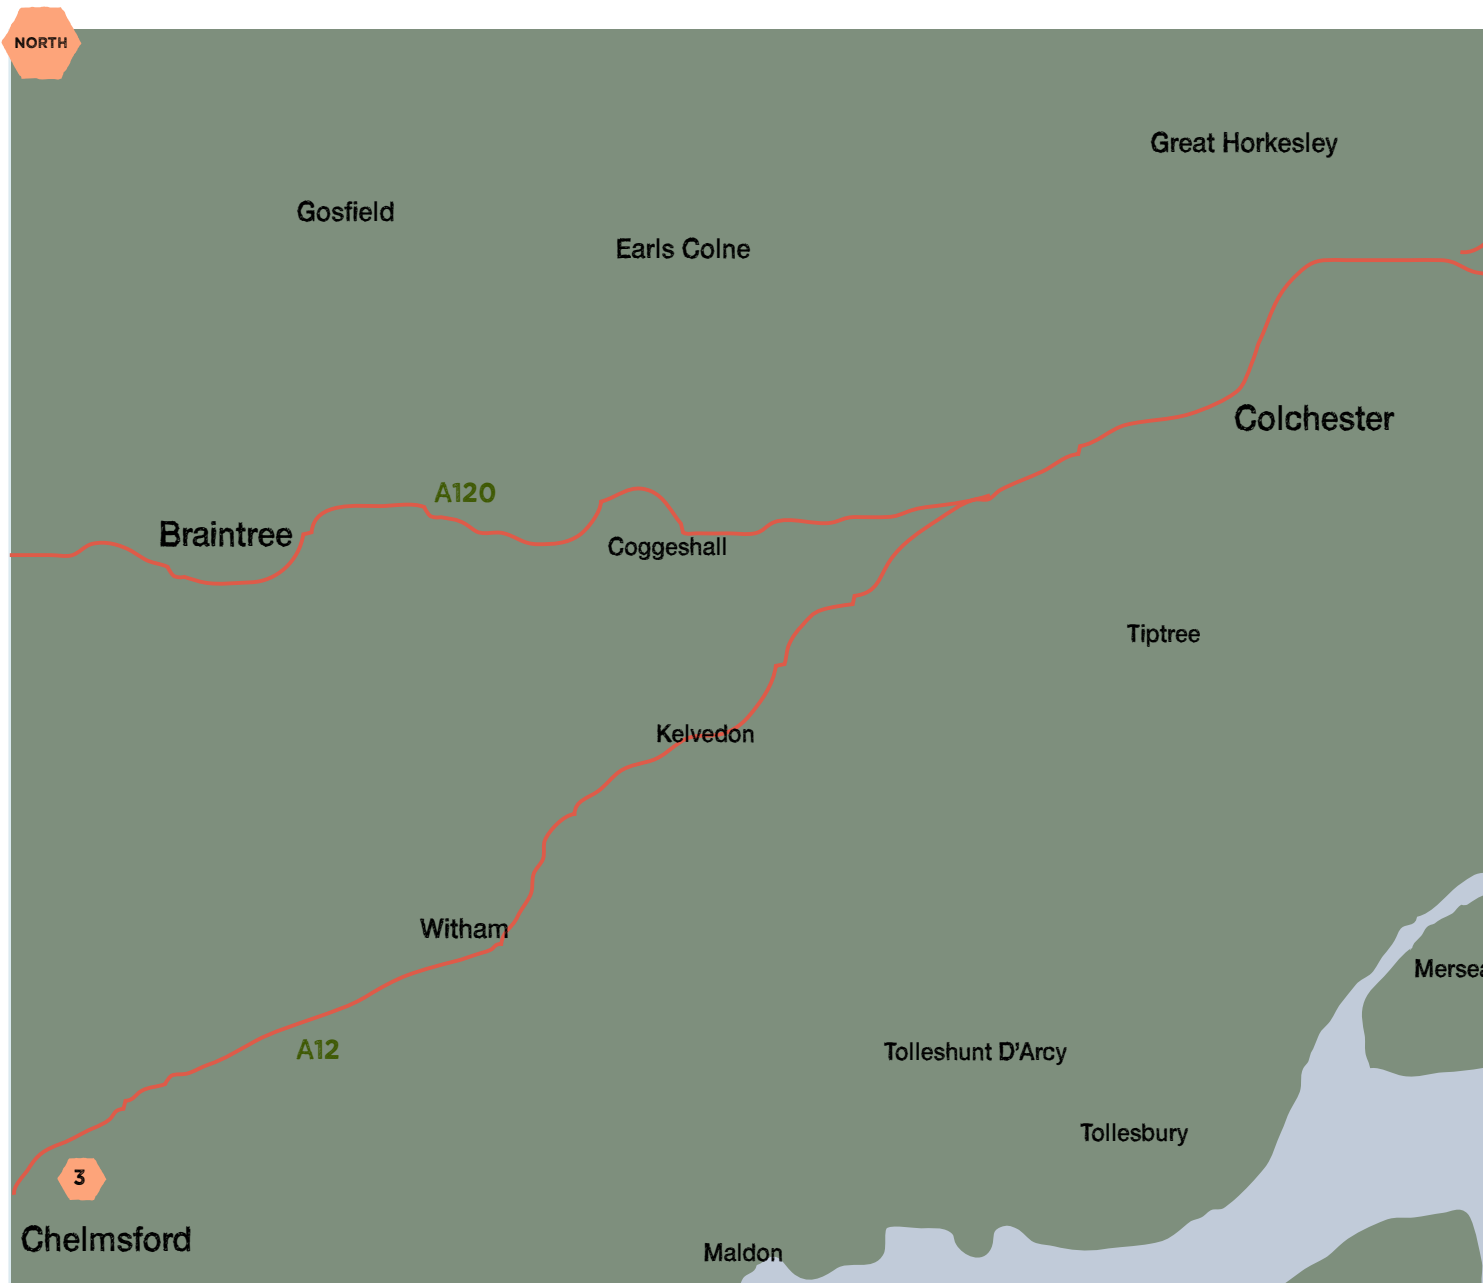 NORTH
Great Horkesley
Gosfield
Earls Colne
Colchester
A120
Braintree
Coggeshall
Tiptree
Kelvedon
Witham
Mersea
A12
Tolleshunt D'Arcy
Tollesbury
3
Chelmsford
Maldon